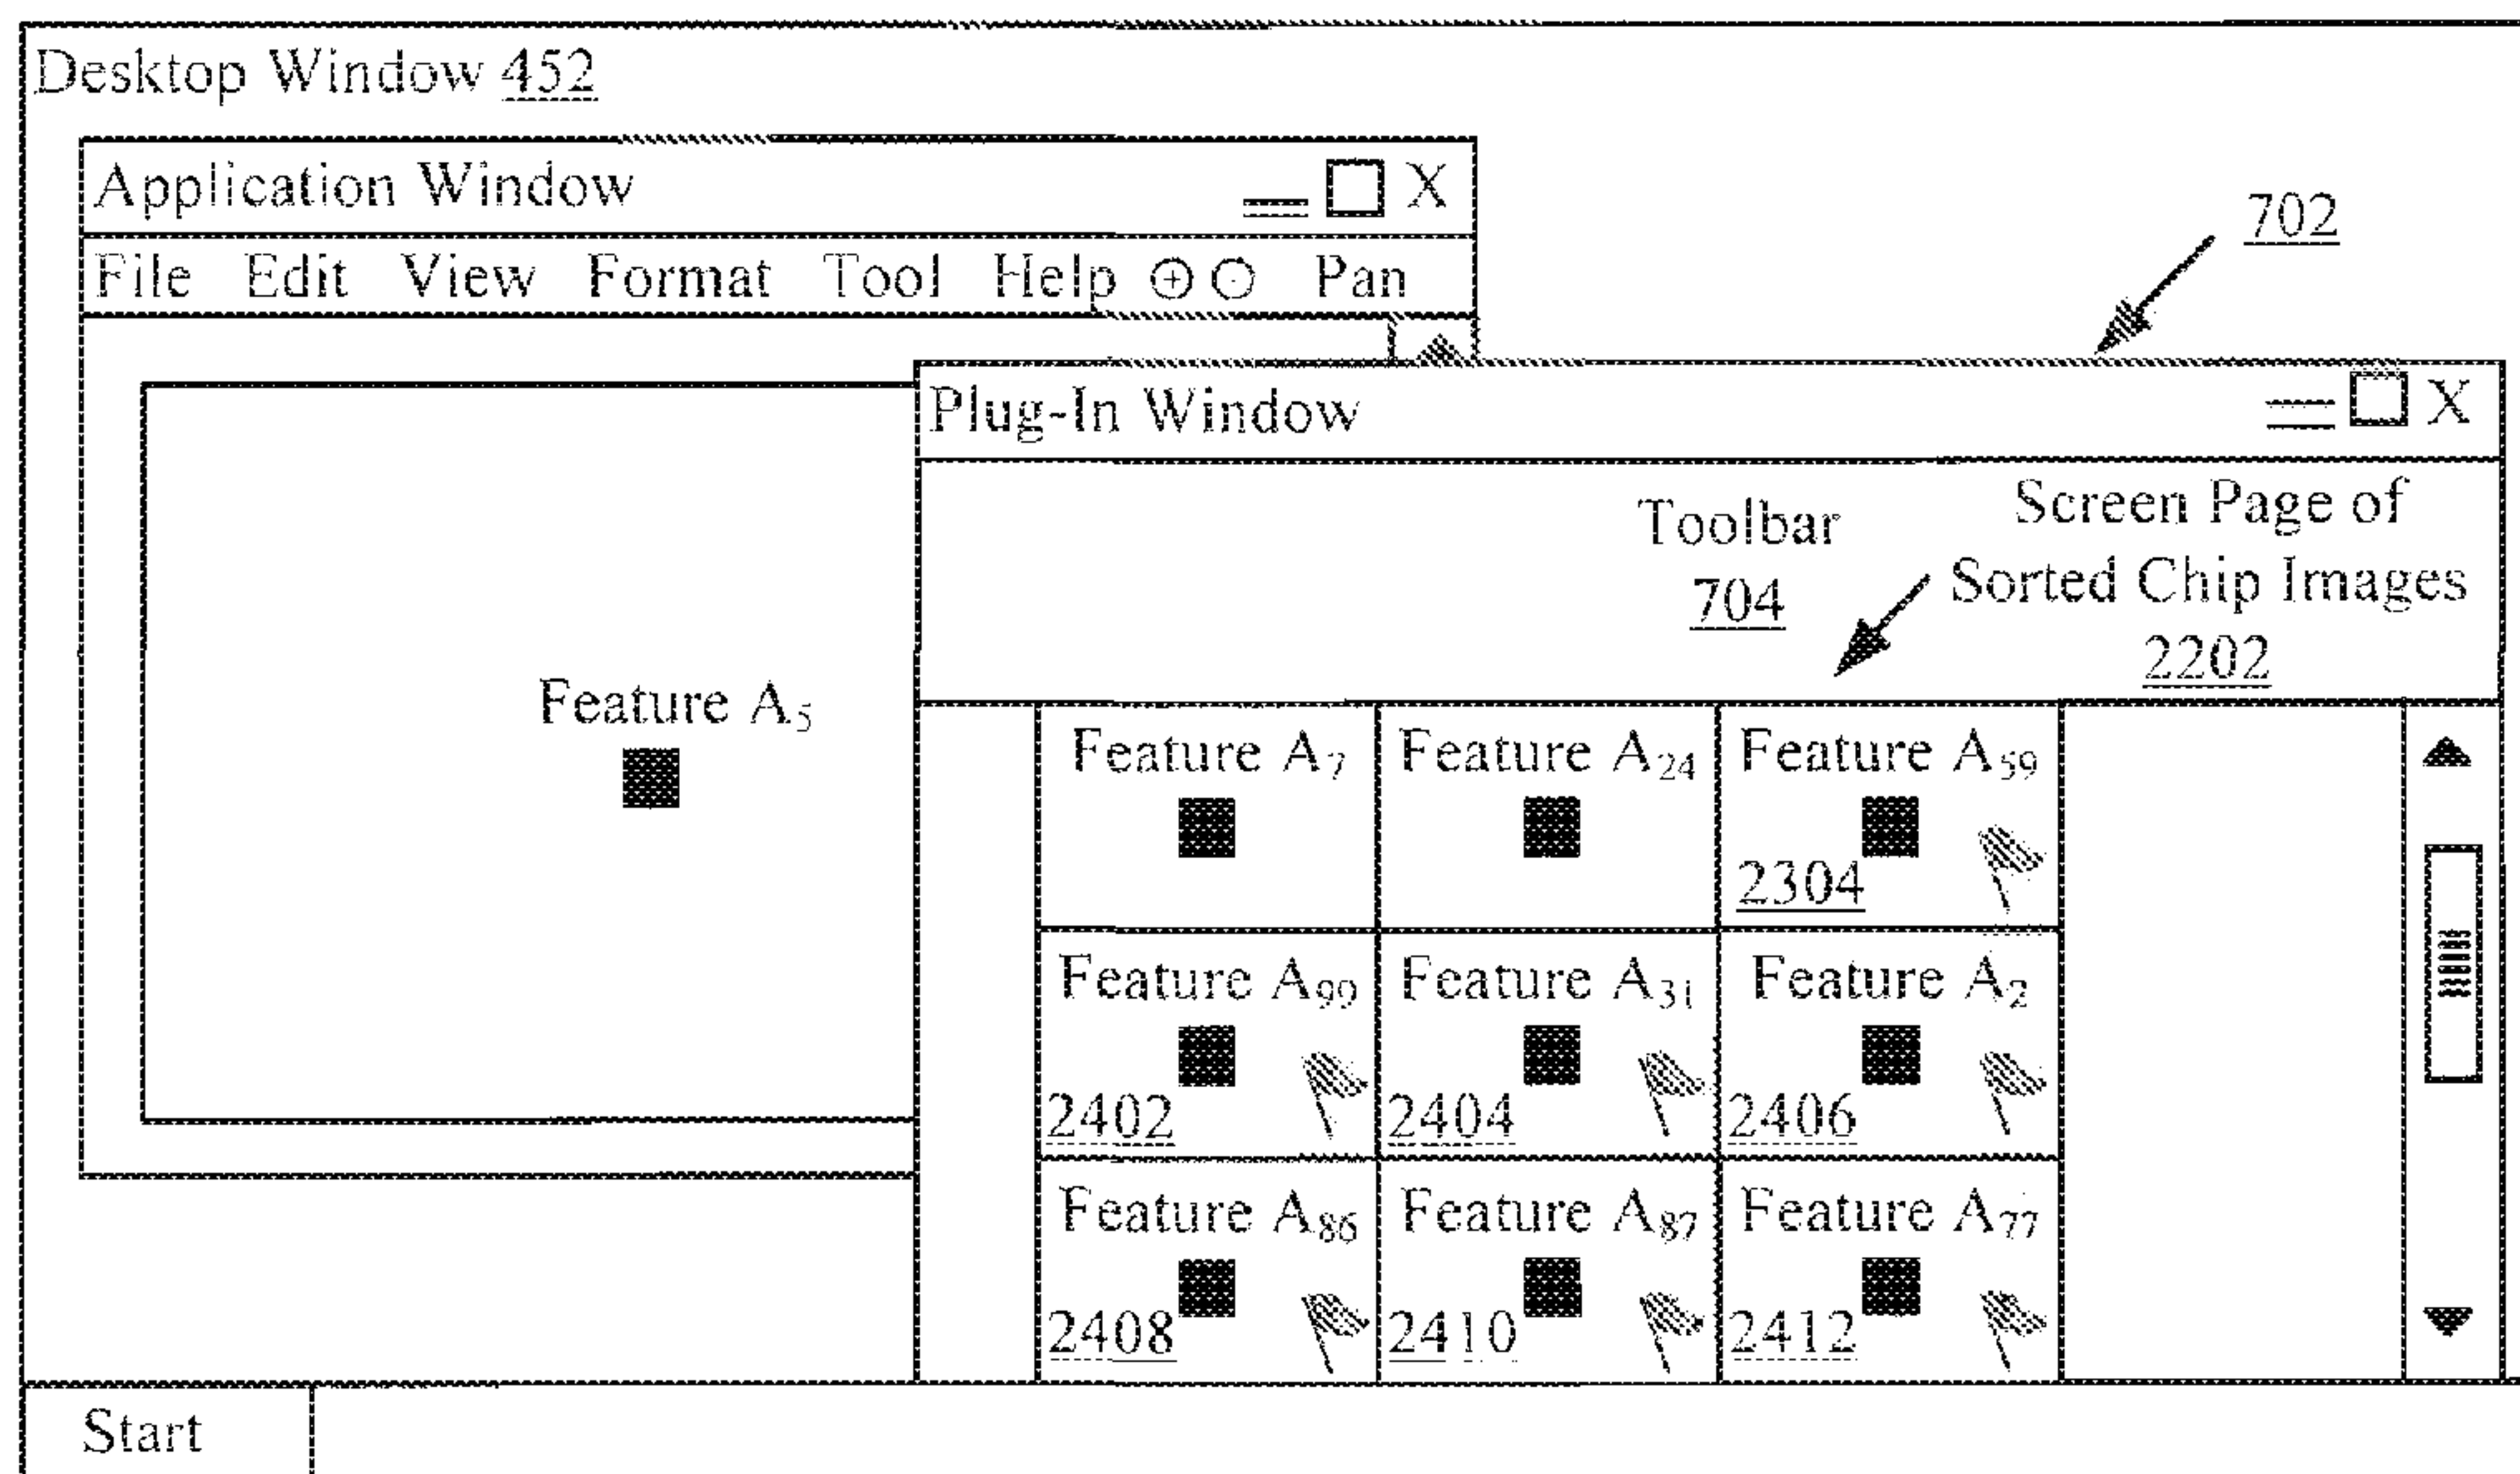 Desktop Window 452
Application Window X
File Edit View Format Tool Help Pan
702
Plug-In Window X
Toolbar
704
Screen Page of
Sorted Chip Images
2202
Feature A₅
Feature A₇ Feature A₂₄ Feature A₅₉
2304
Feature A₉₉ Feature A₃₁ Feature A₂
2402 2404 2406
Feature A₈₆ Feature A₈₇ Feature A₇₇
2408 2410 2412
Start